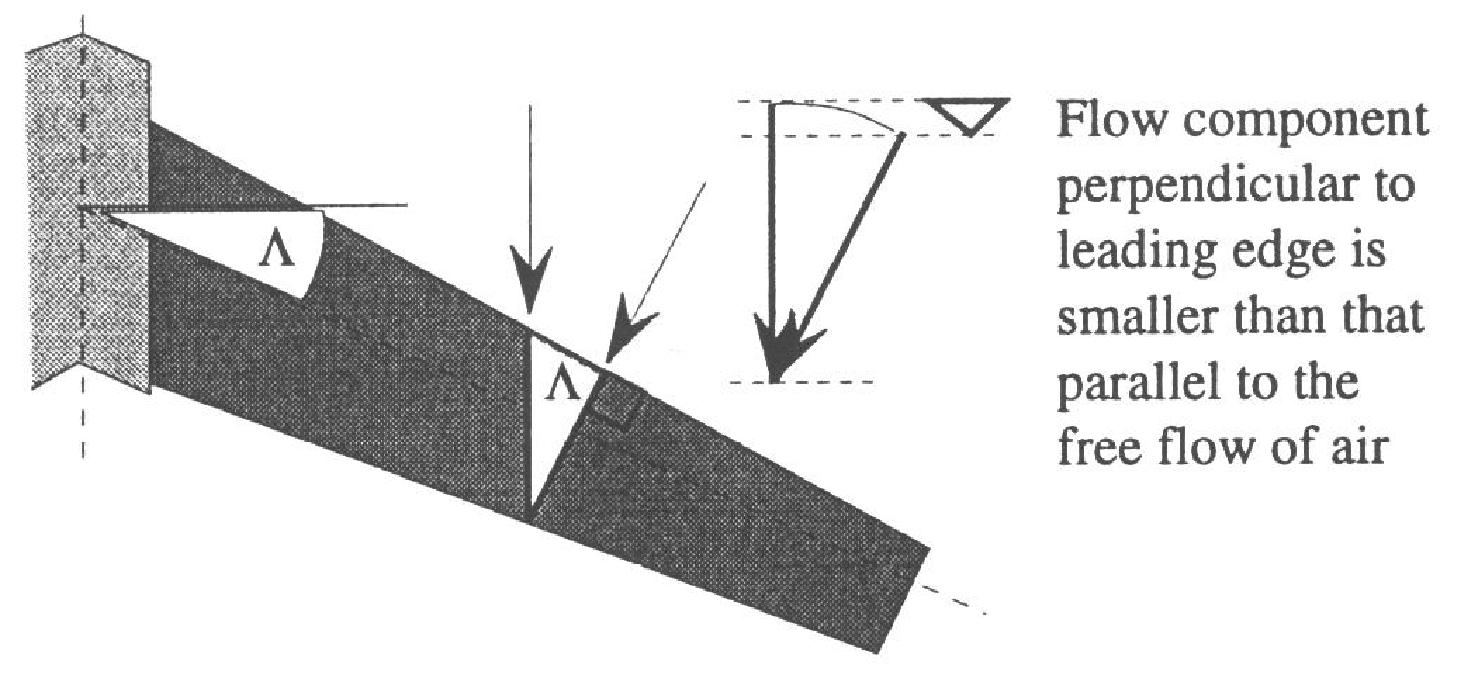 Λ
Λ
Flow component
perpendicular to
leading edge is
smaller than that
parallel to the
free flow of air